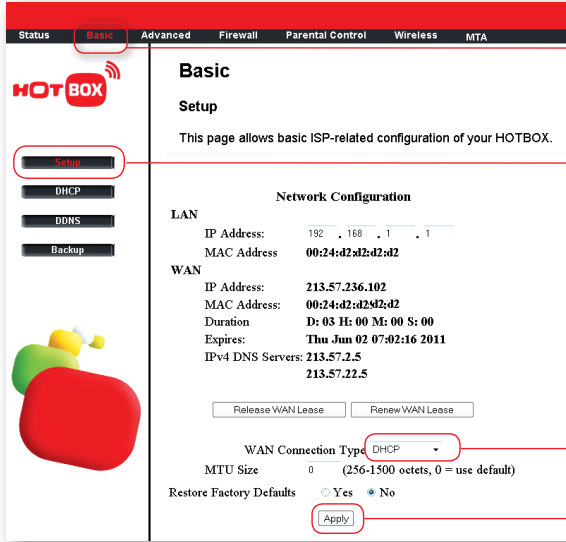 Status Basic Advanced Firewall Parental Control Wireless MTA
HOT BOX
Basic
Setup
This page allows basic ISP-related configuration of your HOTBOX.
Setup
DHCP
DDNS
Backup
Network Configuration
LAN
IP Address: 192 . 168 . 1 . 1
MAC Address 00:24:d2:d2:d2:d2
WAN
IP Address: 213.57.236.102
MAC Address: 00:24:d2:d2:d2:d2
Duration D: 03 H: 00 M: 00 S: 00
Expires: Thu Jun 02 07:02:16 2011
IPv4 DNS Servers: 213.57.2.5
213.57.22.5
Release WAN Lease Renew WAN Lease
WAN Connection Type DHCP
MTU Size 0 (256-1500 octets, 0 = use default)
Restore Factory Defaults Yes No
Apply